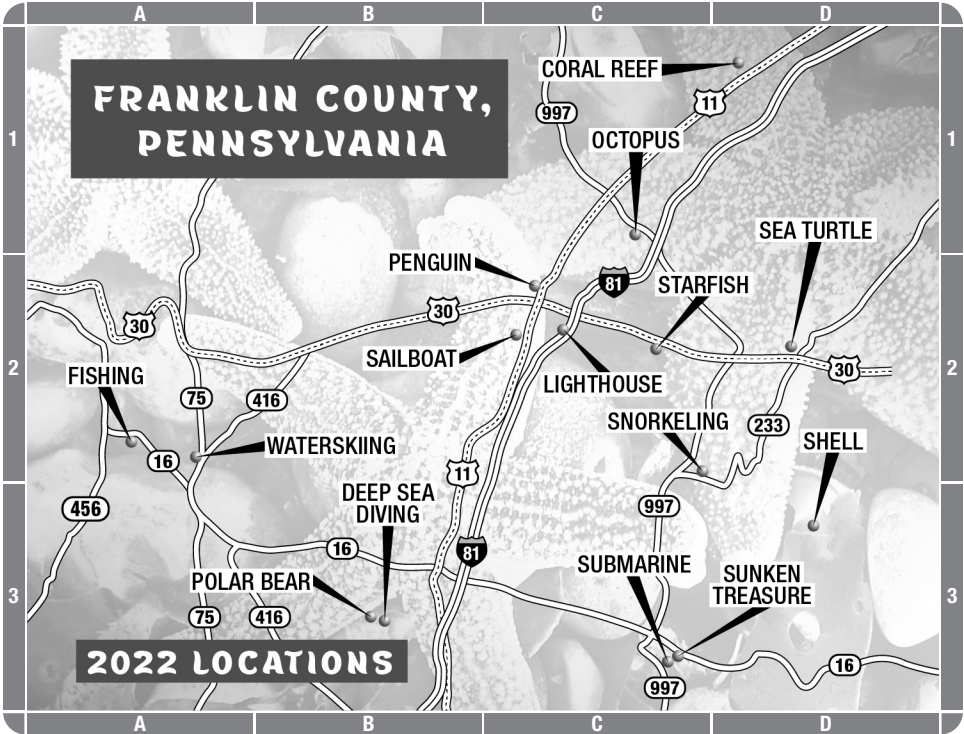 A B C D
CORAL REEF
FRANKLIN COUNTY,
PENNSYLVANIA
11
997
1 1
OCTOPUS
SEA TURTLE
PENGUIN
81
STARFISH
30
30
SAILBOAT
2 2
30
LIGHTHOUSE
FISHING
75
416
SNORKELING
233
WATERSKIING
SHELL
16
11
DEEP SEA
DIVING
456
997
16
81
SUBMARINE
SUNKEN
TREASURE
POLAR BEAR
3 3
75
416
2022 LOCATIONS
16
997
A B C D